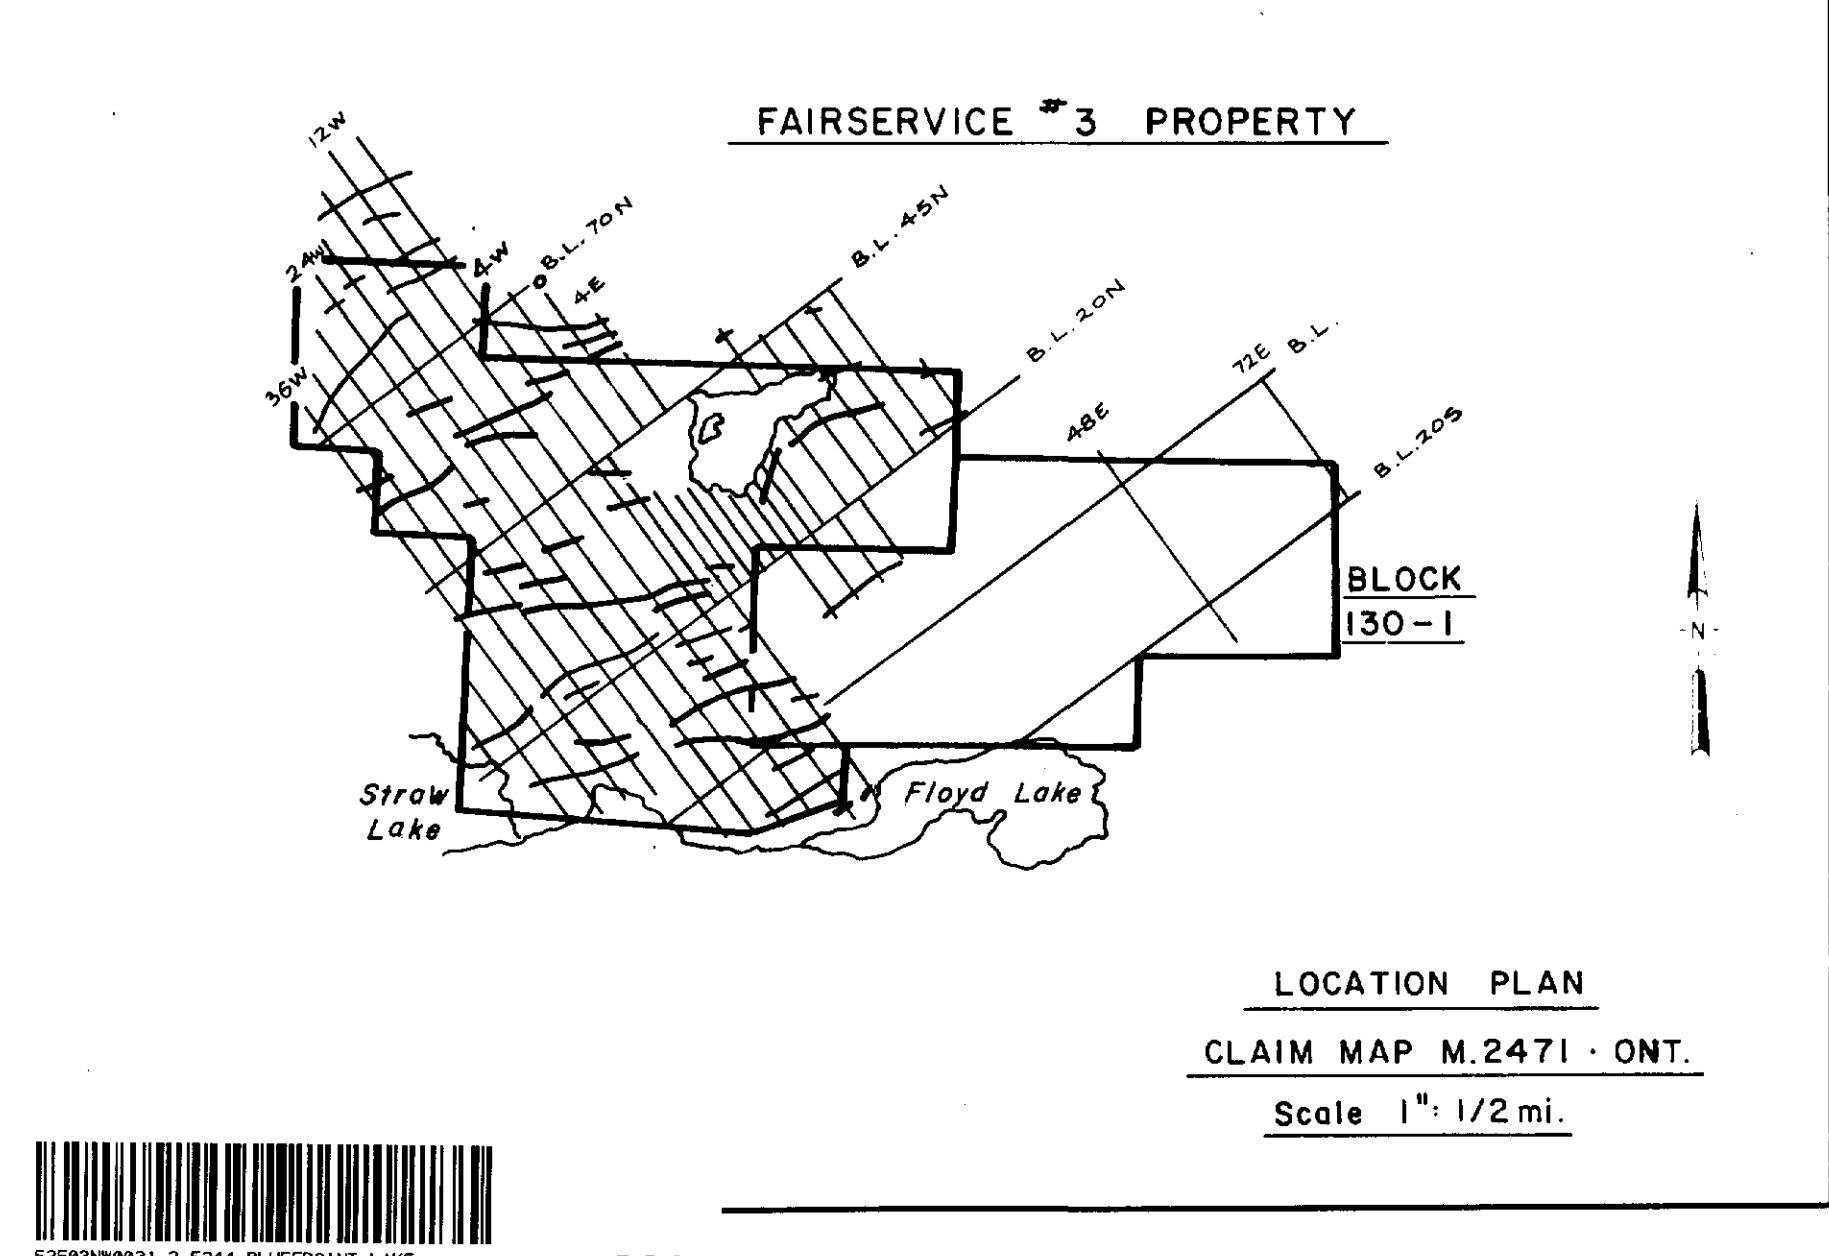 FAIRSERVICE #3 PROPERTY
12W
B.L. 70N
B.L. 45N
24W
4W
0
4E
B.L. 20N
72E
B.L.
36W
48E
B.L. 20S
BLOCK
130-1
N
Straw
Lake
Floyd Lake
LOCATION PLAN
CLAIM MAP M.2471 · ONT.
Scale 1": 1/2 mi.